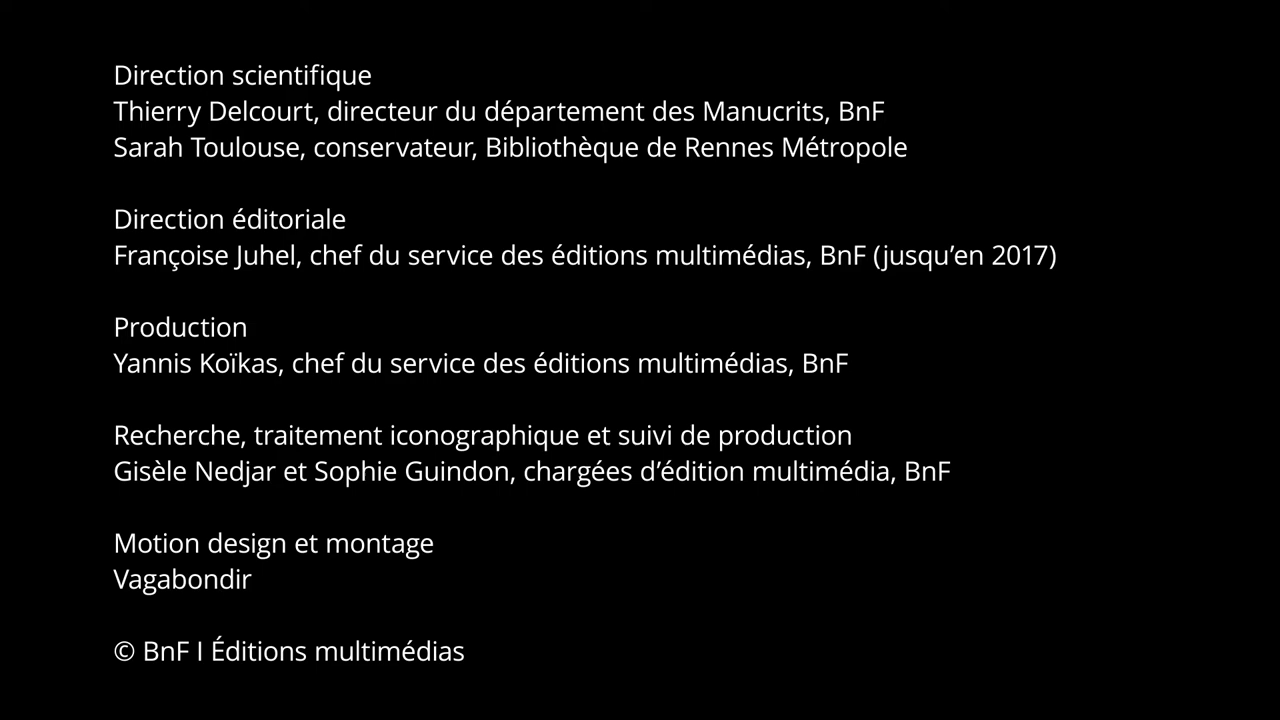 Direction scientifique
Thierry Delcourt, directeur du département des Manucrits, BnF
Sarah Toulouse, conservateur, Bibliothèque de Rennes Métropole
Direction éditoriale
Françoise Juhel, chef du service des éditions multimédias, BnF (jusqu’en 2017)
Production
Yannis Koïkas, chef du service des éditions multimédias, BnF
Recherche, traitement iconographique et suivi de production
Gisèle Nedjar et Sophie Guindon, chargées d’édition multimédia, BnF
Motion design et montage
Vagabondir
© BnF I Éditions multimédias